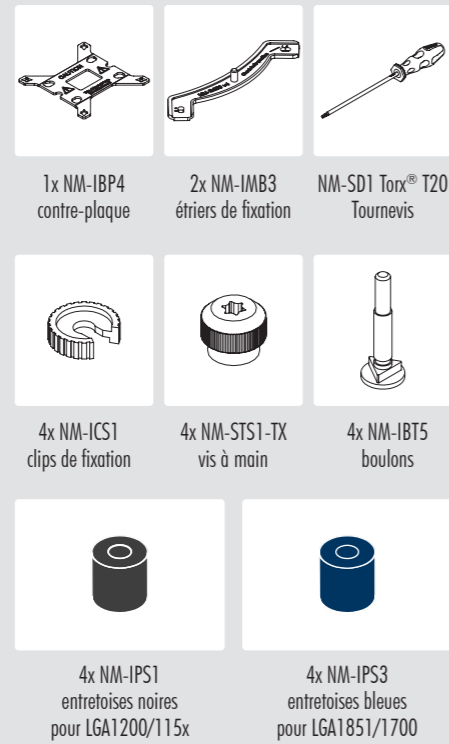 1x NM-IBP4
contre-plaque
2x NM-IMB3
étriers de fixation
NM-SD1 Torx® T20
Tournevis
4x NM-ICS1
clips de fixation
4x NM-STS1-TX
vis à main
4x NM-IBT5
boulons
4x NM-IPS1
entretoises noires
pour LGA1200/115x
4x NM-IPS3
entretoises bleues
pour LGA1851/1700